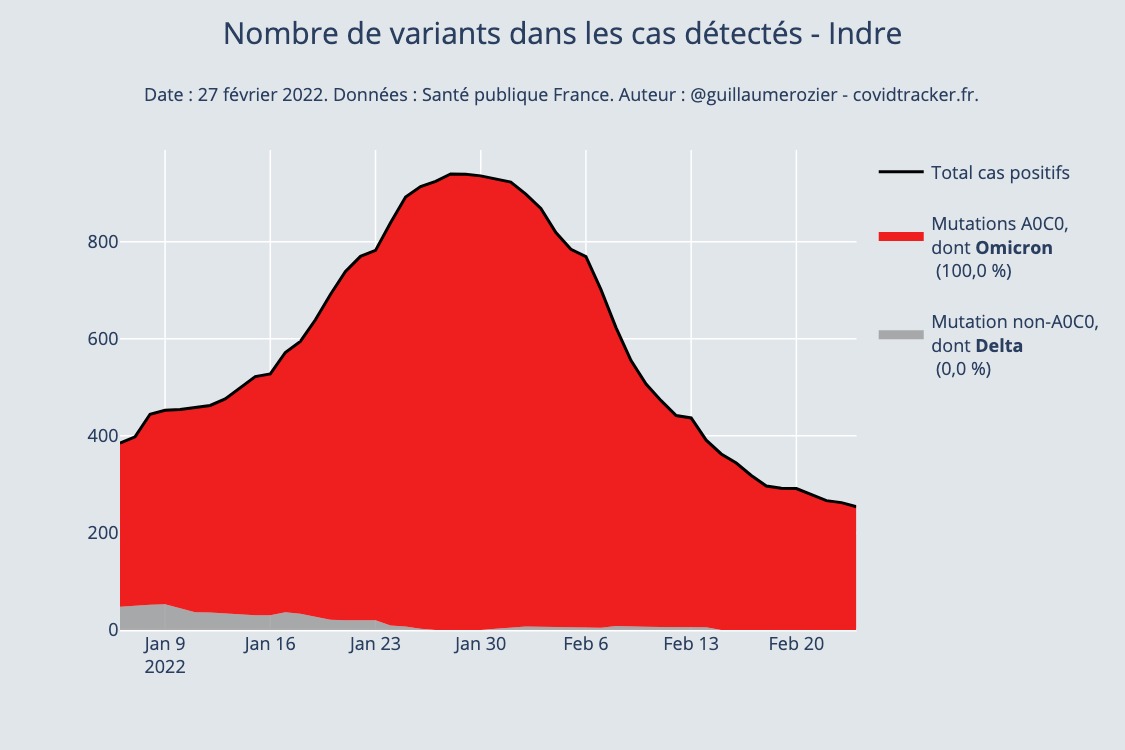 Nombre de variants dans les cas détectés - Indre
Date : 27 février 2022. Données : Santé publique France. Auteur : @guillaumerozier - covidtracker.fr.
Total cas positifs
Mutations A0C0,
dont Omicron
(100,0 %)
Mutation non-A0C0,
dont Delta
(0,0 %)
800
600
400
200
0
Jan 9
2022
Jan 16
Jan 23
Jan 30
Feb 6
Feb 13
Feb 20